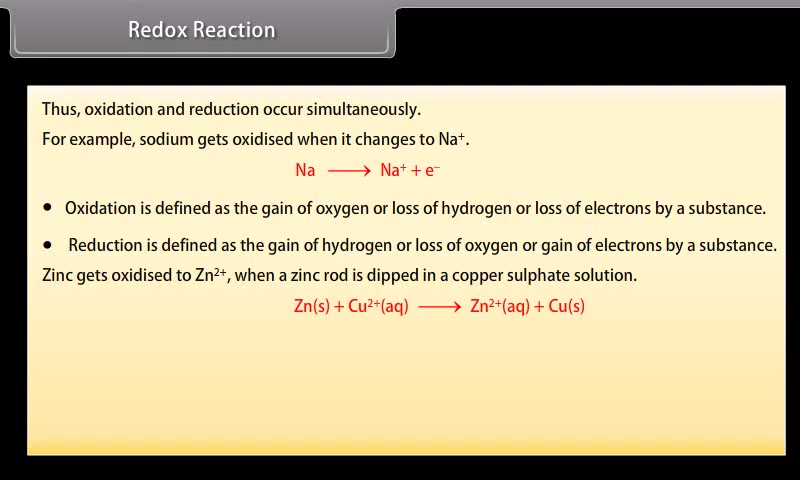 Redox Reaction
Thus, oxidation and reduction occur simultaneously.
For example, sodium gets oxidised when it changes to Na⁺.
Na ⟶ Na⁺ + e⁻
• Oxidation is defined as the gain of oxygen or loss of hydrogen or loss of electrons by a substance.
• Reduction is defined as the gain of hydrogen or loss of oxygen or gain of electrons by a substance.
Zinc gets oxidised to Zn²⁺, when a zinc rod is dipped in a copper sulphate solution.
Zn(s) + Cu²⁺(aq) ⟶ Zn²⁺(aq) + Cu(s)